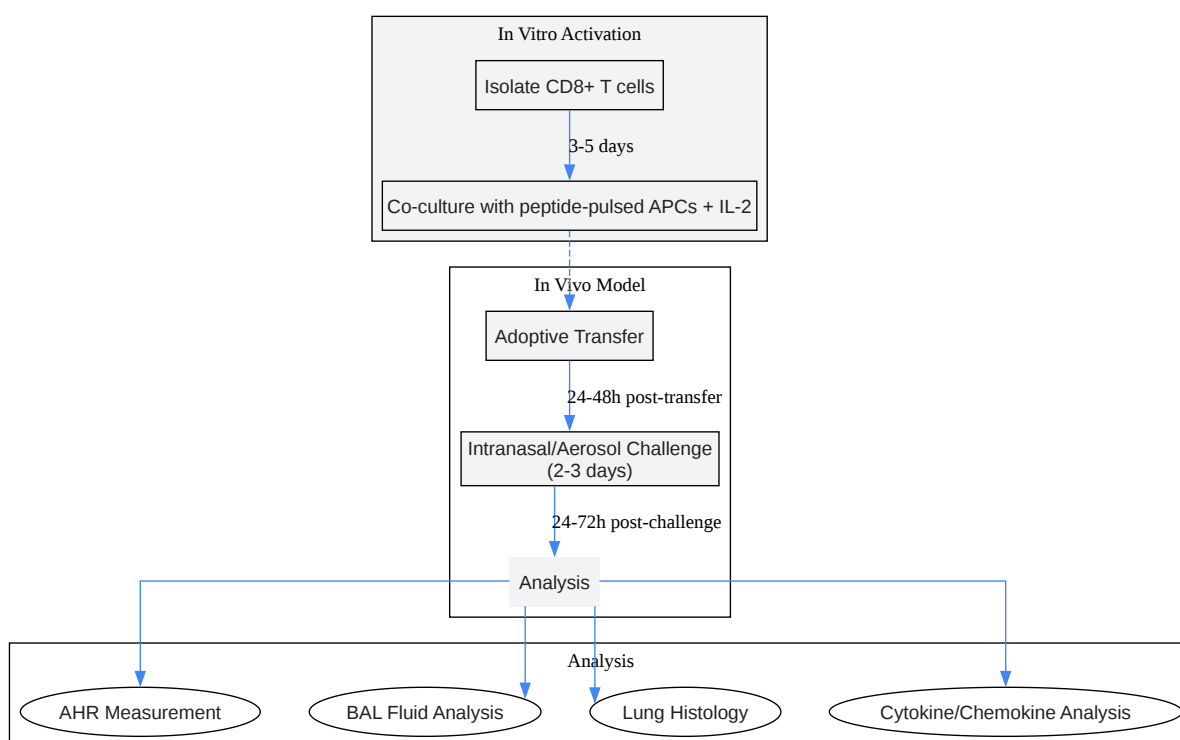 In Vitro Activation
Isolate CD8+ T cells
3-5 days
Co-culture with peptide-pulsed APCs + IL-2
In Vivo Model
Adoptive Transfer
24-48h post-transfer
Intranasal/Aerosol Challenge
(2-3 days)
24-72h post-challenge
Analysis
Analysis
AHR Measurement
BAL Fluid Analysis
Lung Histology
Cytokine/Chemokine Analysis